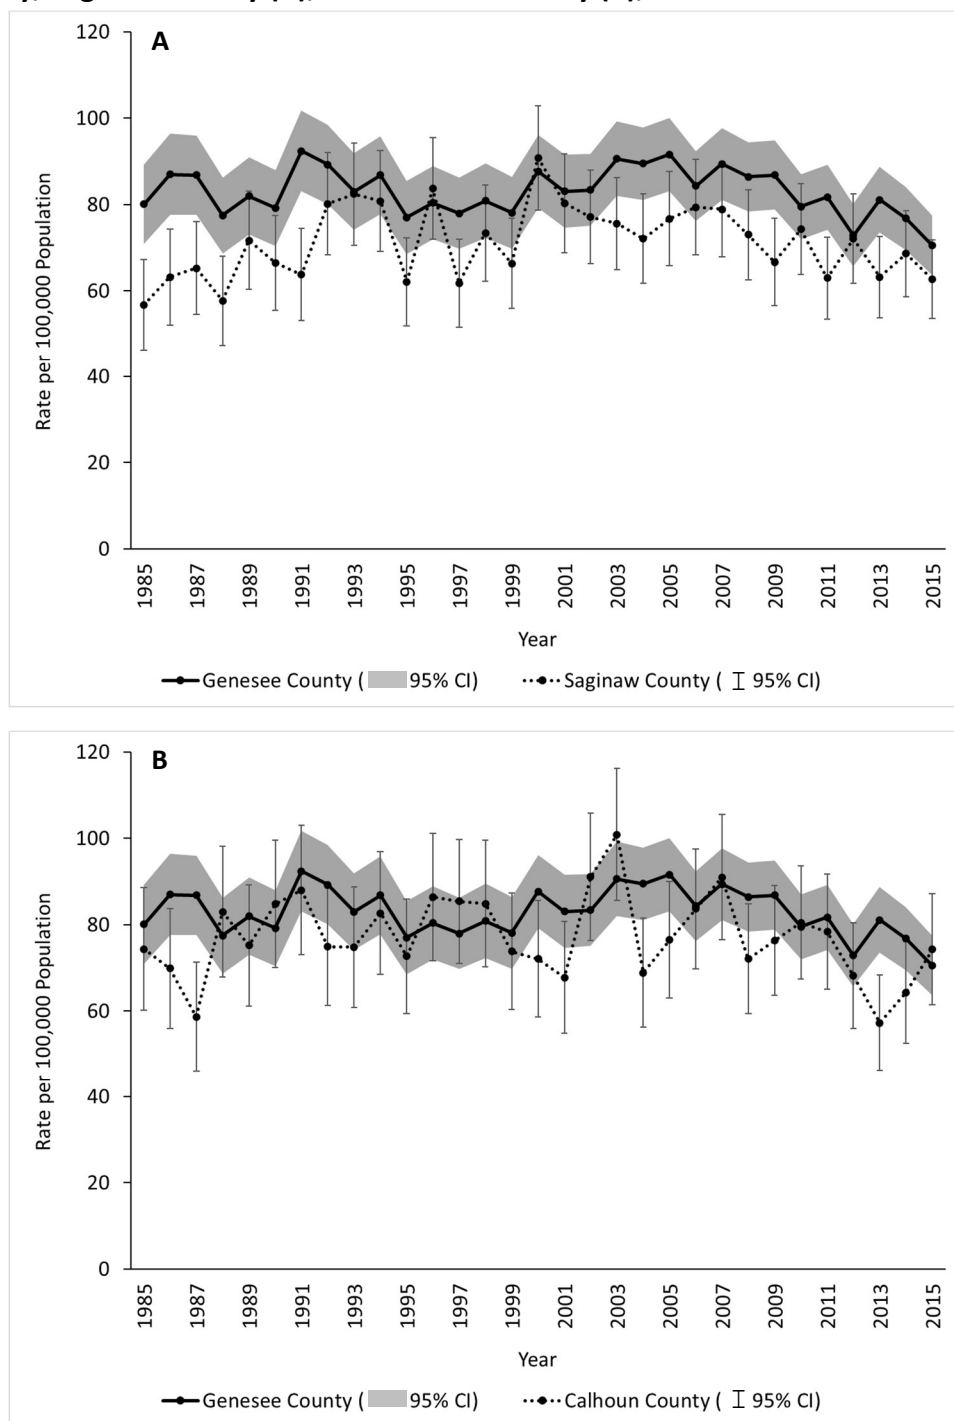 A
120
100
80
60
40
20
0
Rate per 100,000 Population
1985 1987 1989 1991 1993 1995 1997 1999 2001 2003 2005 2007 2009 2011 2013 2015
Year
Genesee County ( 95% CI) Saginaw County ( 95% CI)
B
120
100
80
60
40
20
0
Rate per 100,000 Population
1985 1987 1989 1991 1993 1995 1997 1999 2001 2003 2005 2007 2009 2011 2013 2015
Year
Genesee County ( 95% CI) Calhoun County ( 95% CI)